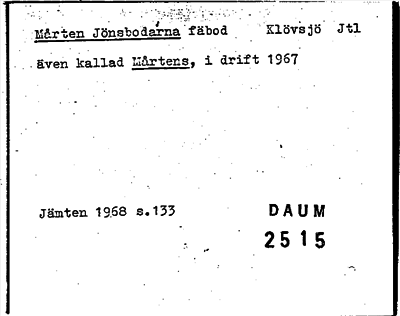 Mårten Jönsbodarna fäbod Klövsjö Jtl
även kallad Mårtens, i drift 1967
Jämten 1968 s.133
DAUM
2515